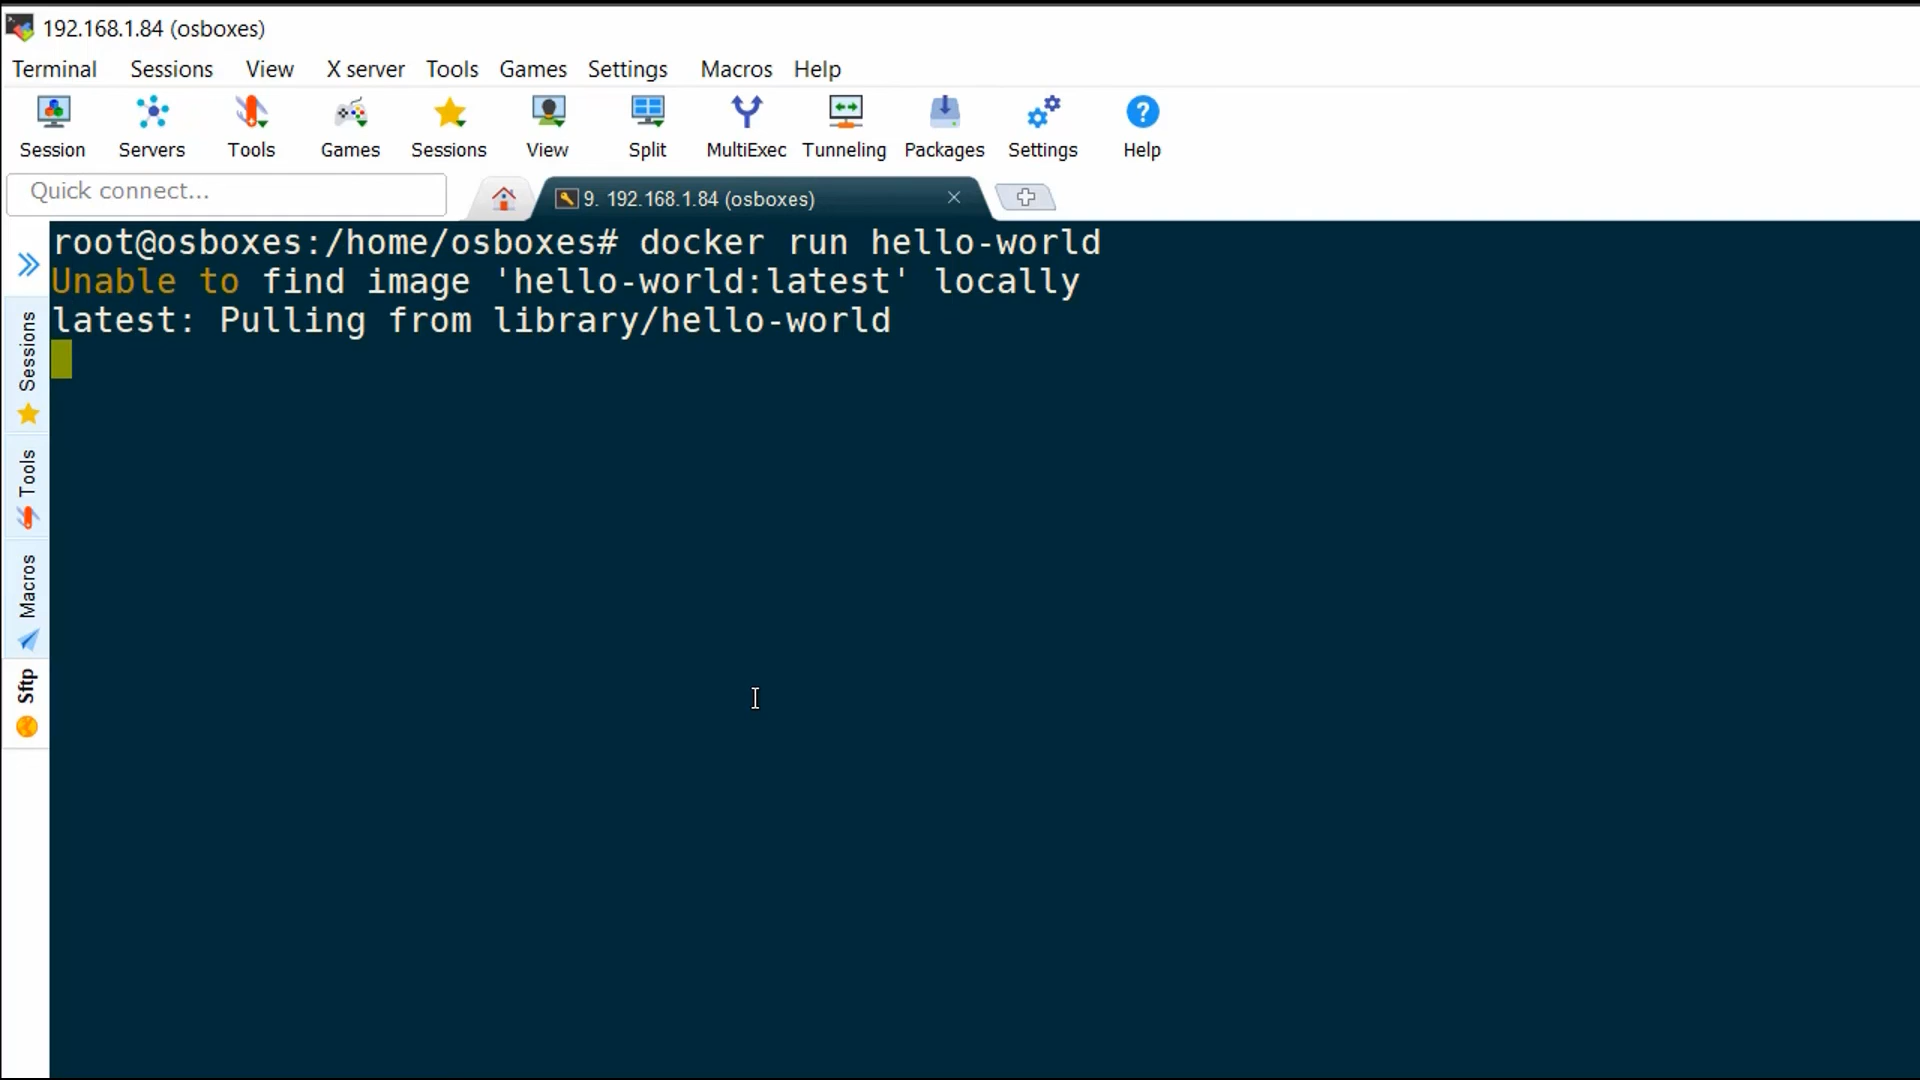 192.168.1.84 (osboxes)
Terminal Sessions View X server Tools Games Settings Macros Help
Session Servers Tools Games Sessions View Split MultiExec Tunneling Packages Settings Help
Quick connect...
9. 192.168.1.84 (osboxes)
root@osboxes:/home/osboxes# docker run hello-world
Unable to find image 'hello-world:latest' locally
latest: Pulling from library/hello-world
Sessions
Tools
Macros
Sftp